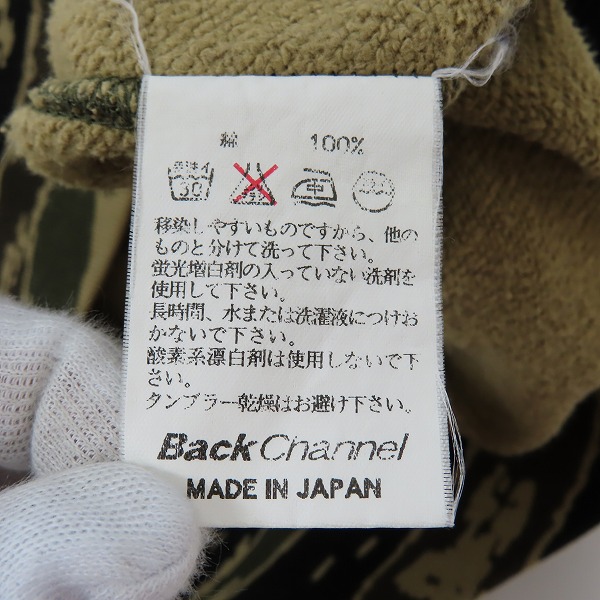 綿 100%
30
移染しやすいものですから、他の
ものと分けて洗って下さい。
蛍光増白剤の入っていない洗剤を
使用して下さい。
長時間、水または洗濯液につけお
かないで下さい。
酸素系漂白剤は使用しないで下
さい。
タンブラー乾燥はお避け下さい。
Back Channel
MADE IN JAPAN